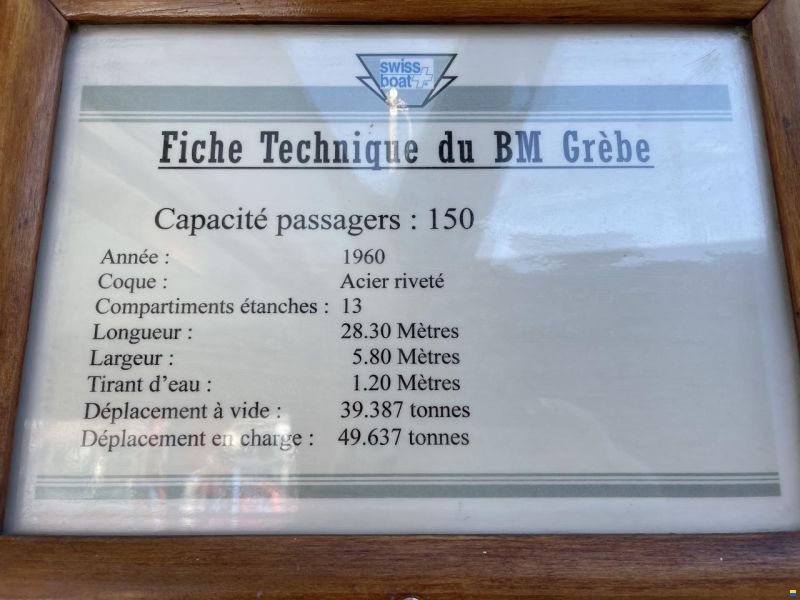 swiss
boat
Fiche Technique du BM Grèbe
Capacité passagers : 150
Année : 1960
Coque : Acier riveté
Compartiments étanches : 13
Longueur : 28.30 Mètres
Largeur : 5.80 Mètres
Tirant d'eau : 1.20 Mètres
Déplacement à vide : 39.387 tonnes
Déplacement en charge : 49.637 tonnes